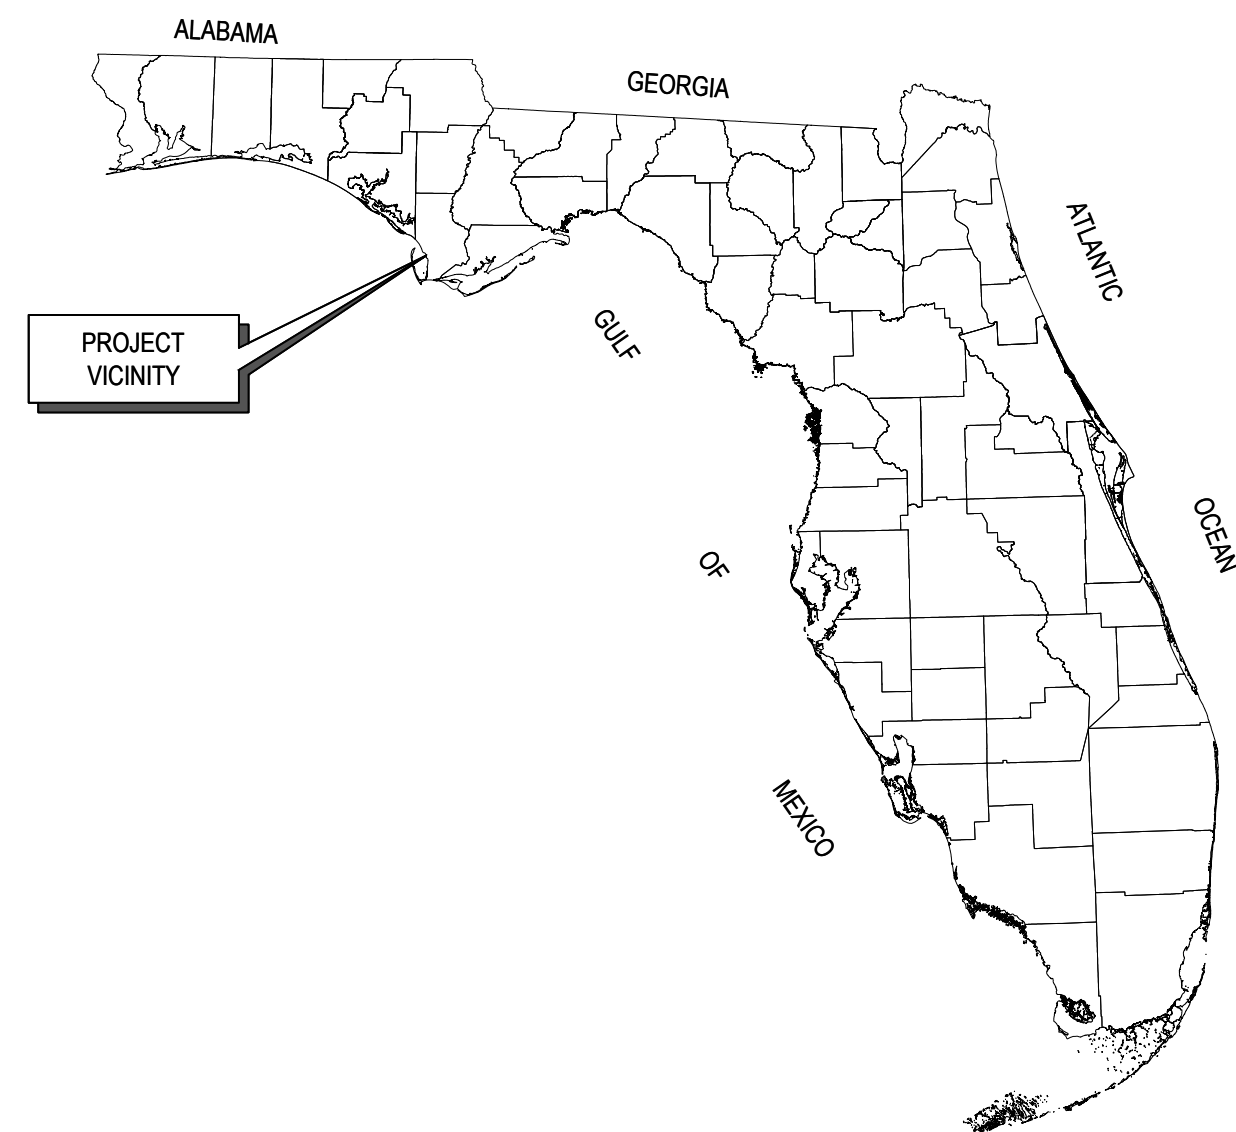 ALABAMA
GEORGIA
ATLANTIC
OCEAN
GULF
OF
MEXICO
PROJECT
VICINITY